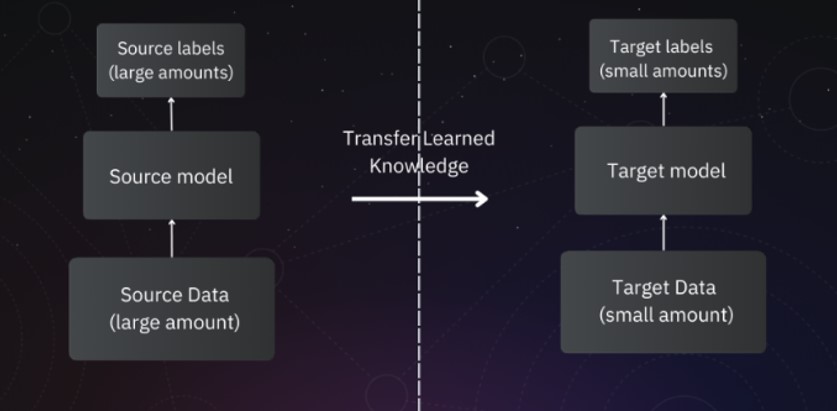 Source labels
(large amounts)
Source model
Source Data
(large amount)
Transfer Learned
Knowledge
Target labels
(small amounts)
Target model
Target Data
(small amount)